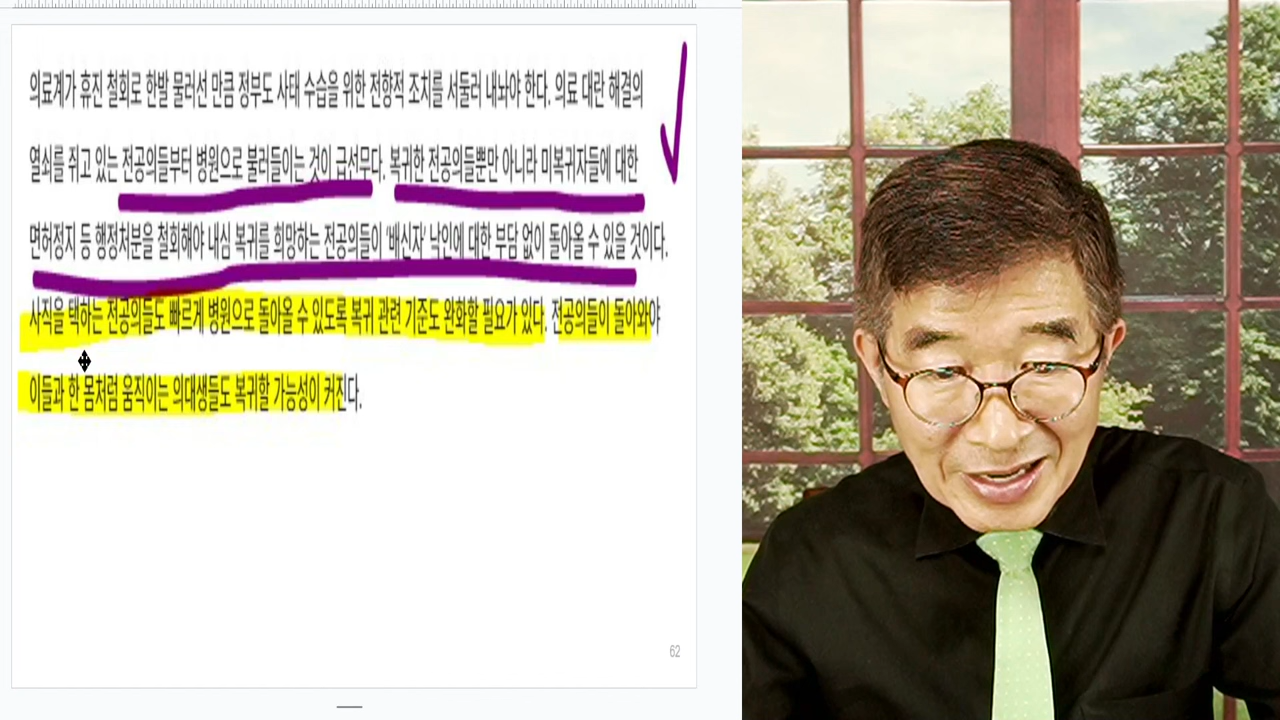 의료계가 휴진 철회로 한발 물러선 만큼 정부도 사태 수습을 위한 전향적 조치를 서둘러 내놔야 한다. 의료 대란 해결의
열쇠를 쥐고 있는 전공의들부터 병원으로 불러들이는 것이 급선무다. 복귀한 전공의들뿐만 아니라 미복귀자들에 대한
면허정지 등 행정처분을 철회해야 내심 복귀를 희망하는 전공의들이 '배신자' 낙인에 대한 부담 없이 돌아올 수 있을 것이다.
사직을 택하는 전공의들도 빠르게 병원으로 돌아올 수 있도록 복귀 관련 기준도 완화할 필요가 있다. 전공의들이 돌아와야
이들과 한 몸처럼 움직이는 의대생들도 복귀할 가능성이 커진다.
62